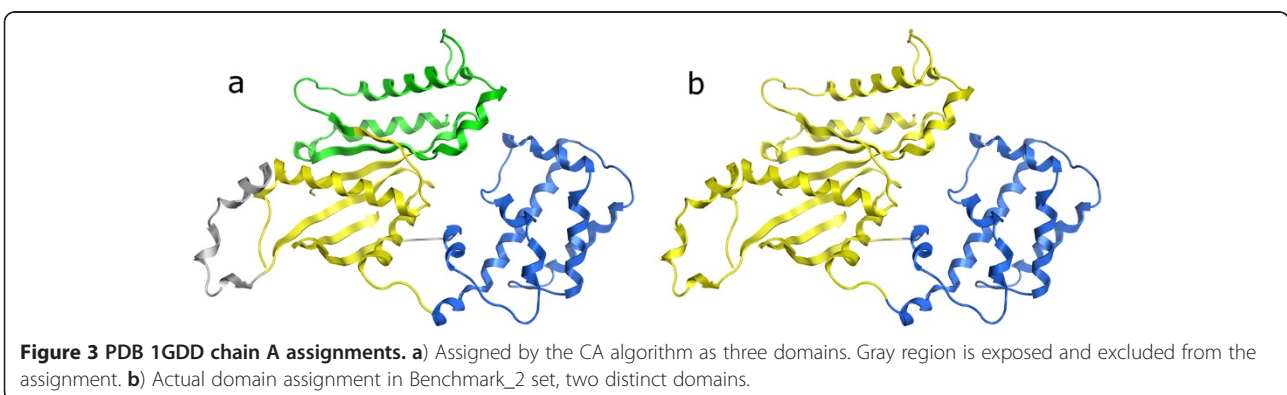 a
b
Figure 3 PDB 1GDD chain A assignments. a) Assigned by the CA algorithm as three domains. Gray region is exposed and excluded from the
assignment. b) Actual domain assignment in Benchmark_2 set, two distinct domains.